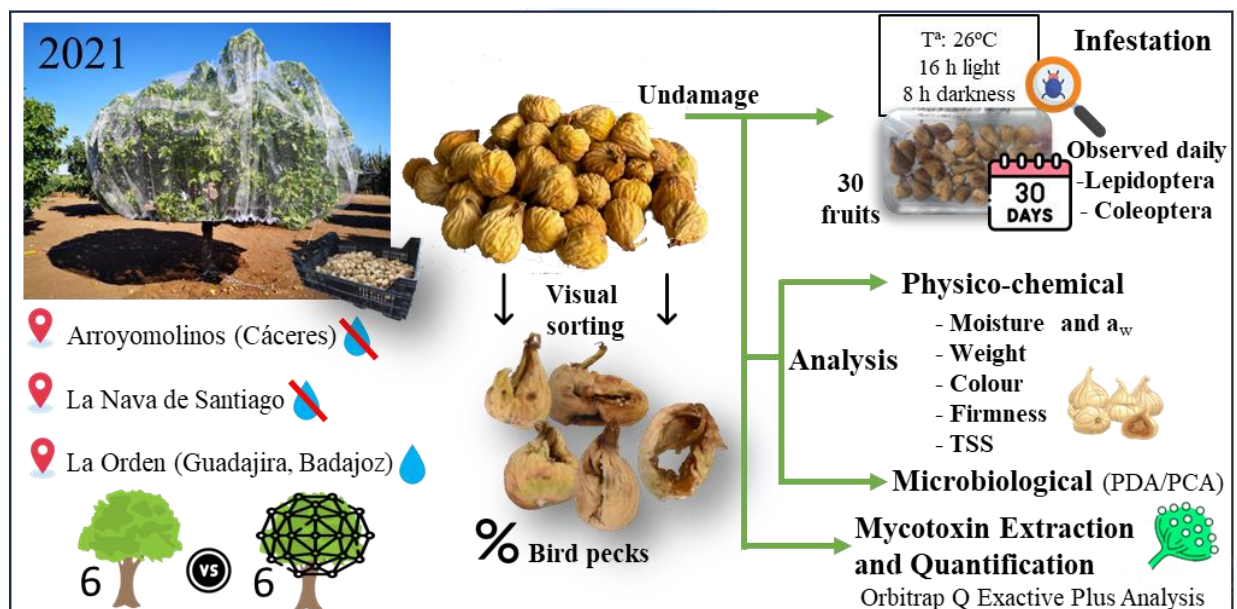 2021
Arroyomolinos (Cáceres)
La Nava de Santiago
La Orden (Guadajira, Badajoz)
6
VS
6
Undamage
Visual
sorting
% Bird pecks
Tª: 26ºC
16 h light
8 h darkness
Infestation
30
fruits
30
DAYS
Observed daily
-Lepidoptera
- Coleoptera
Analysis
Physico-chemical
- Moisture and aw
- Weight
- Colour
- Firmness
- TSS
Microbiological (PDA/PCA)
Mycotoxin Extraction
and Quantification
Orbitrap Q Exactive Plus Analysis